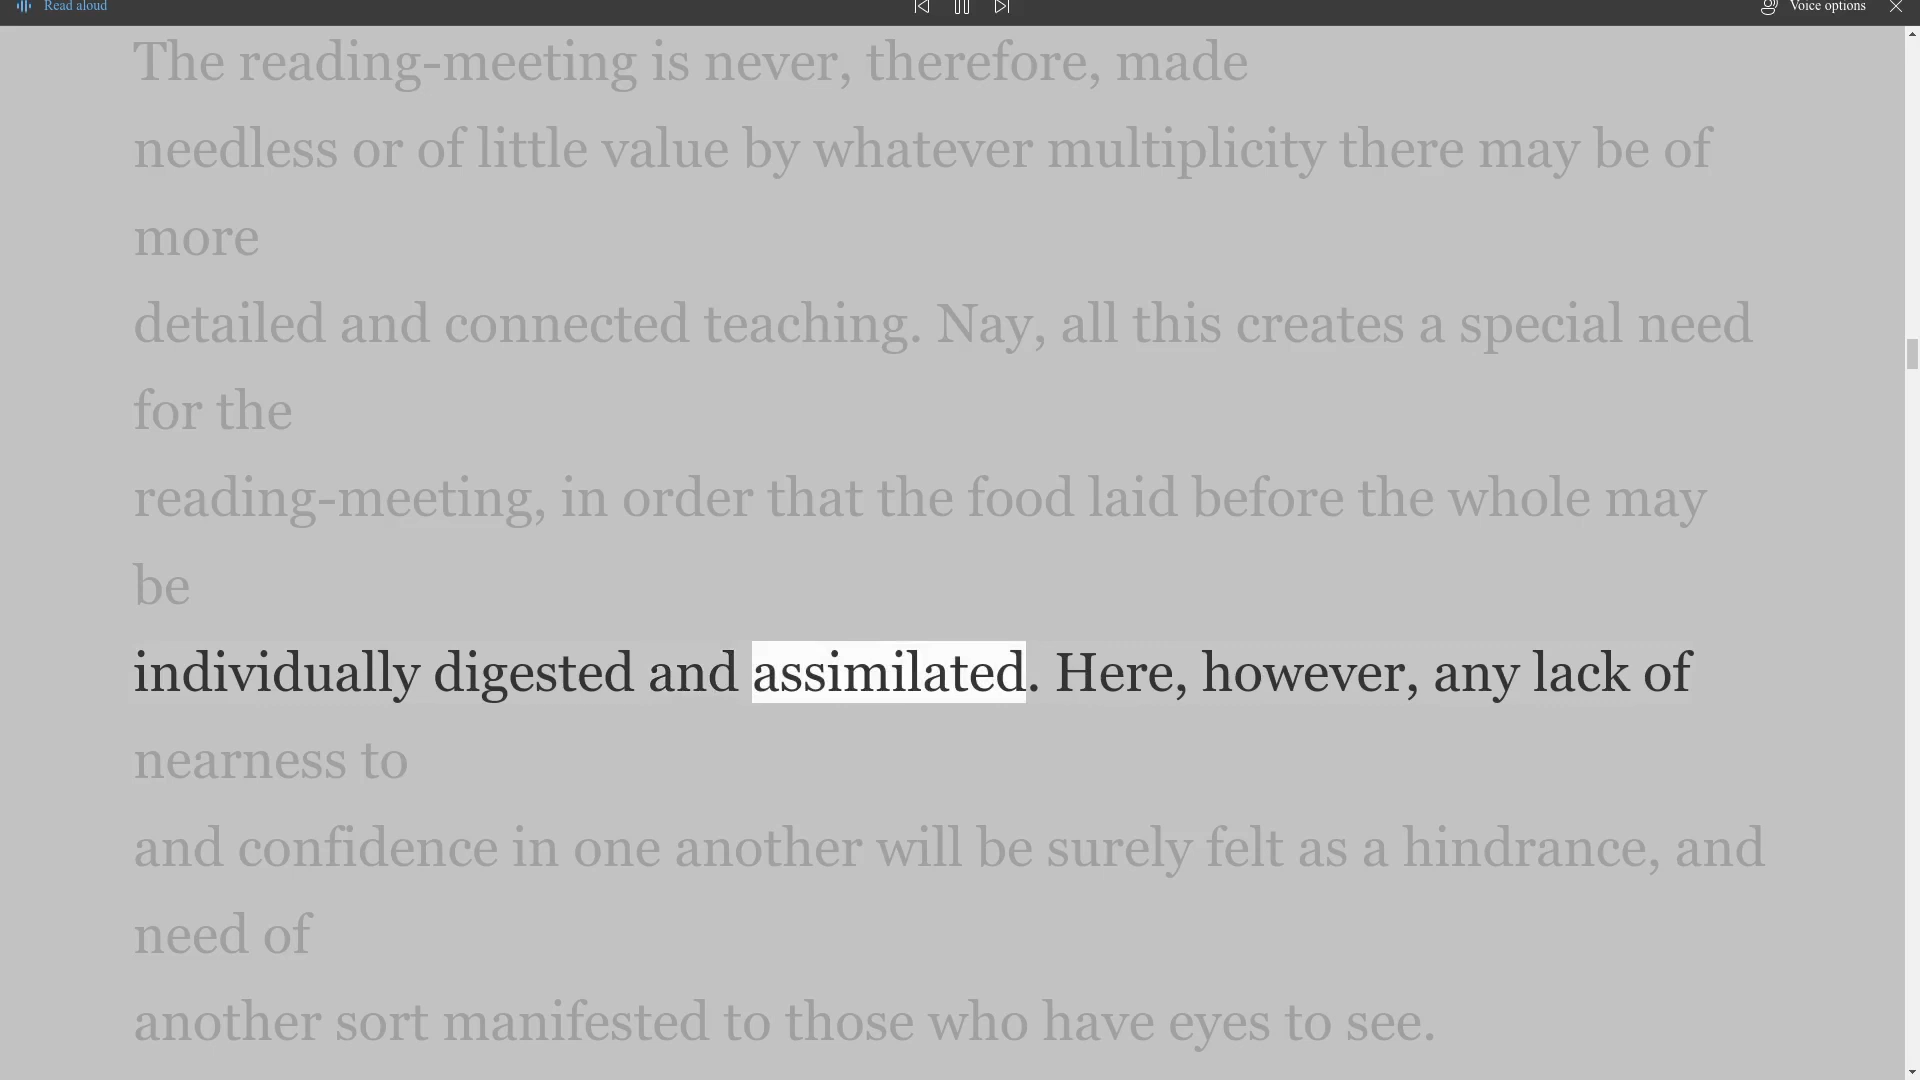 Read aloud
Voice options
The reading-meeting is never, therefore, made
needless or of little value by whatever multiplicity there may be of
more
detailed and connected teaching. Nay, all this creates a special need
for the
reading-meeting, in order that the food laid before the whole may
be
individually digested and assimilated. Here, however, any lack of
nearness to
and confidence in one another will be surely felt as a hindrance, and
need of
another sort manifested to those who have eyes to see.